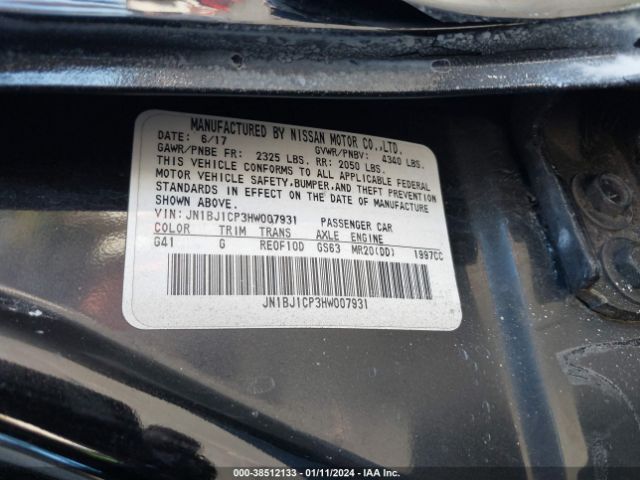 MANUFACTURED BY NISSAN MOTOR CO.,LTD.
DATE: 6/17 GVWR/PNBV: 4340 LBS.
GAWR/PNBE FR: 2325 LBS. RR: 2050 LBS.
THIS VEHICLE CONFORMS TO ALL APPLICABLE FEDERAL
MOTOR VEHICLE SAFETY,BUMPER,AND THEFT PREVENTION
STANDARDS IN EFFECT ON THE DATE OF MANUFACTURE
SHOWN ABOVE.
VIN: JN1BJ1CP3HW007931 PASSENGER CAR
COLOR TRIM TRANS AXLE ENGINE
G41 G RE0F10D GS63 MR20(DD) 1997CC
JN1BJ1CP3HW007931
000-38512133 - 01/11/2024 - IAA Inc.